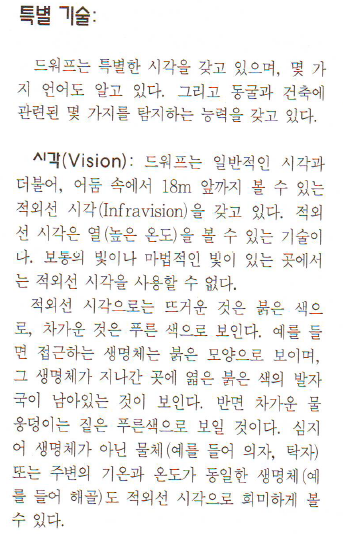 특별 기술:
드워프는 특별한 시각을 갖고 있으며, 몇 가
지 언어도 알고 있다. 그리고 동굴과 건축에
관련된 몇 가지를 탐지하는 능력을 갖고 있다.
시각(Vision): 드워프는 일반적인 시각과
더불어, 어둠 속에서 18m 앞까지 볼 수 있는
적외선 시각(Infravision)을 갖고 있다. 적외
선 시각은 열(높은 온도)을 볼 수 있는 기술이
나. 보통의 빛이나 마법적인 빛이 있는 곳에서
는 적외선 시각을 사용할 수 없다.
적외선 시각으로는 뜨거운 것은 붉은 색으
로, 차가운 것은 푸른 색으로 보인다. 예를 들
면 접근하는 생명체는 붉은 모양으로 보이며,
그 생명체가 지나간 곳에 엷은 붉은 색의 발자
국이 남아있는 것이 보인다. 반면 차가운 물
웅덩이는 짙은 푸른색으로 보일 것이다. 심지
어 생명체가 아닌 물체(예를 들어 의자, 탁자)
또는 주변의 기온과 온도가 동일한 생명체(예
를 들어 해골)도 적외선 시각으로 희미하게 볼
수 있다.